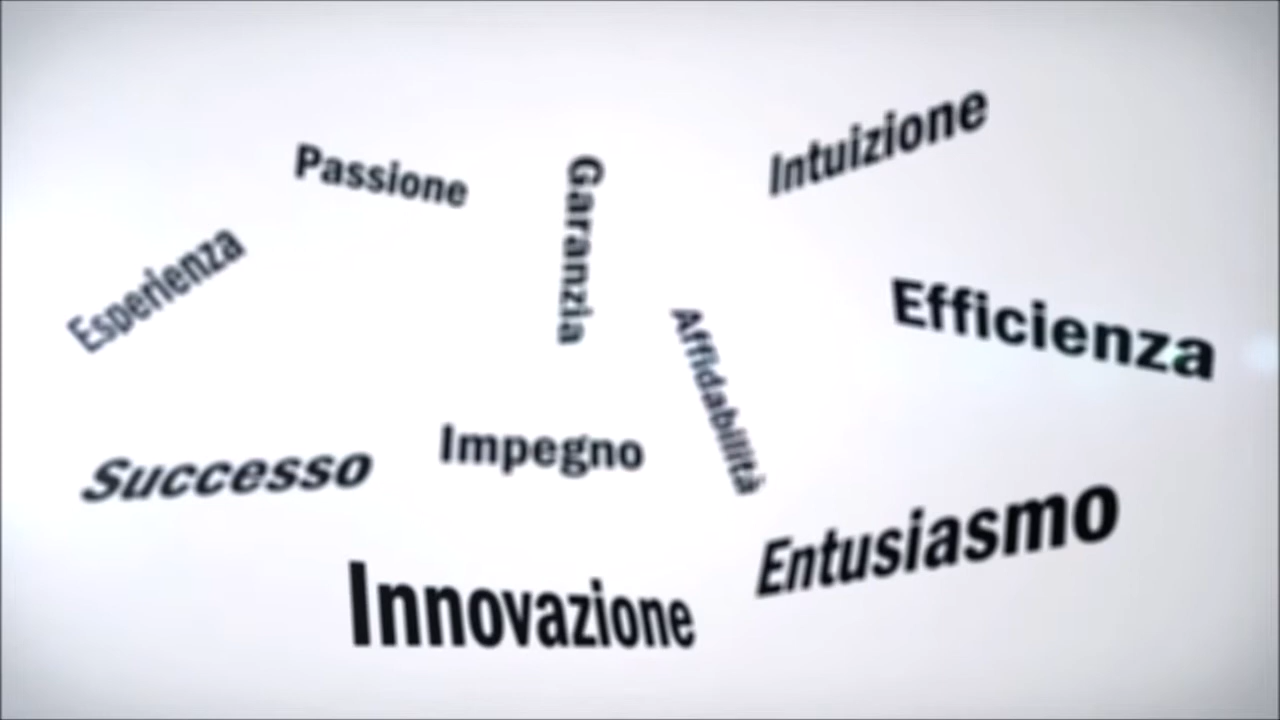 Intuizione
Passione
Garanzia
Esperienza
Efficienza
Affidabilità
Impegno
Successo
Entusiasmo
Innovazione